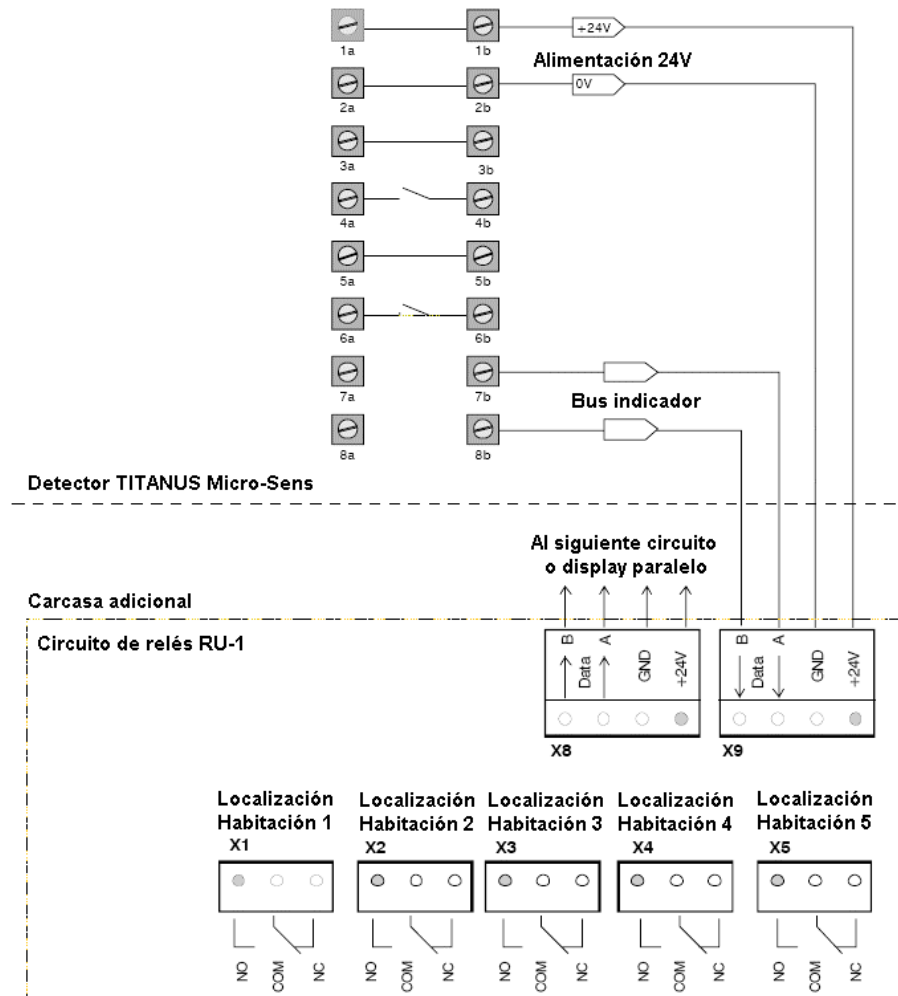 +24V
1a 1b
Alimentación 24V
0V
2a 2b
3a 3b
4a 4b
5a 5b
6a 6b
7a 7b
Bus indicador
8a 8b
Detector TITANUS Micro-Sens
Al siguiente circuito
o display paralelo
Carcasa adicional
Circuito de relés RU-1
B A GND +24V
Data
X8
B A GND +24V
Data
X9
Localización
Habitación 1
X1
Localización
Habitación 2
X2
Localización
Habitación 3
X3
Localización
Habitación 4
X4
Localización
Habitación 5
X5
NO COM NC
NO COM NC
NO COM NC
NO COM NC
NO COM NC